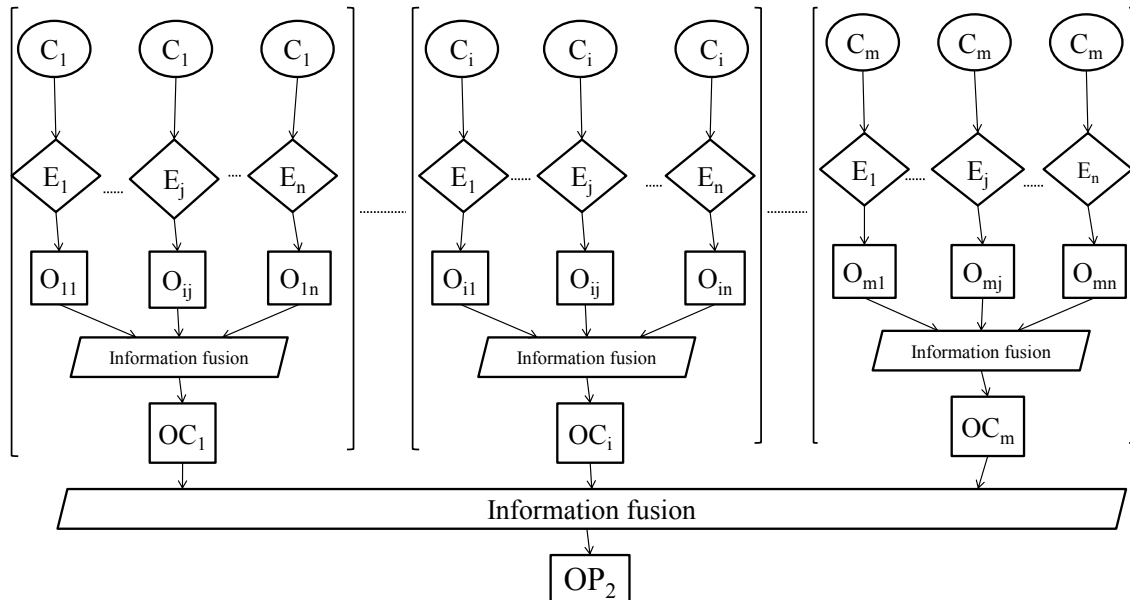 C₁ C₁ C₁ Cᵢ Cᵢ Cᵢ Cₘ Cₘ Cₘ
E₁ ..... Eⱼ .... Eₙ E₁ ..... Eⱼ .... Eₙ E₁ ..... Eⱼ ..... Eₙ
O₁₁ Oᵢⱼ O₁ₙ Oᵢ₁ Oᵢⱼ Oᵢₙ Oₘ₁ Oₘⱼ Oₘₙ
Information fusion Information fusion Information fusion
OC₁ OCᵢ OCₘ
Information fusion
OP₂